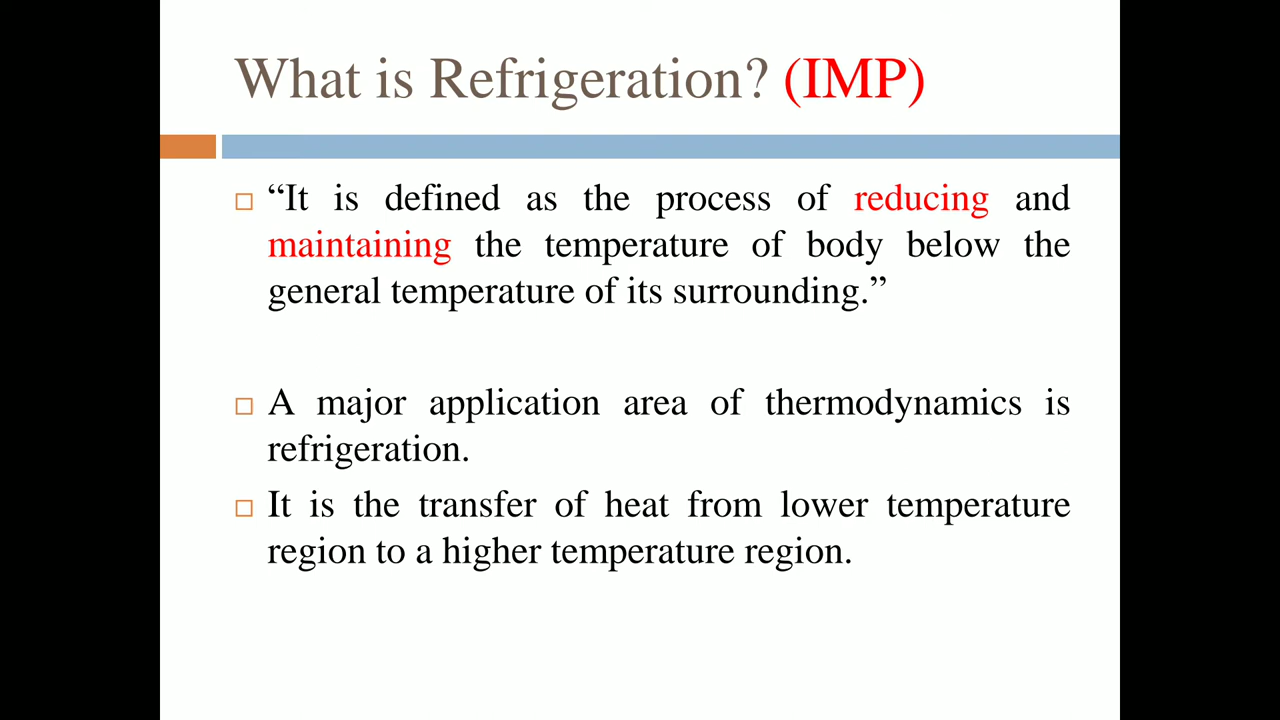 What is Refrigeration? (IMP)
“It is defined as the process of reducing and
maintaining the temperature of body below the
general temperature of its surrounding.”
A major application area of thermodynamics is
refrigeration.
It is the transfer of heat from lower temperature
region to a higher temperature region.